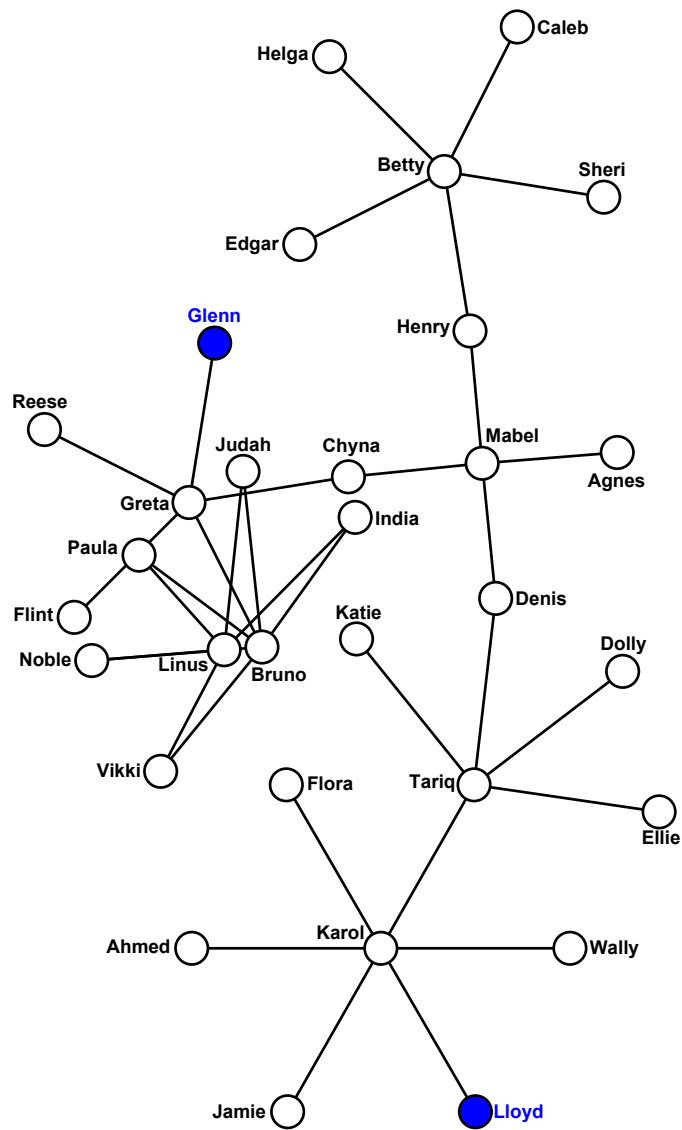 Caleb
Helga
Betty
Sheri
Edgar
Glenn
Henry
Reese
Judah
Chyna
Mabel
Agnes
Greta
India
Paula
Denis
Flint
Katie
Noble
Linus
Bruno
Dolly
Vikki
Flora
Tariq
Ellie
Karol
Ahmed
Wally
Jamie
Lloyd